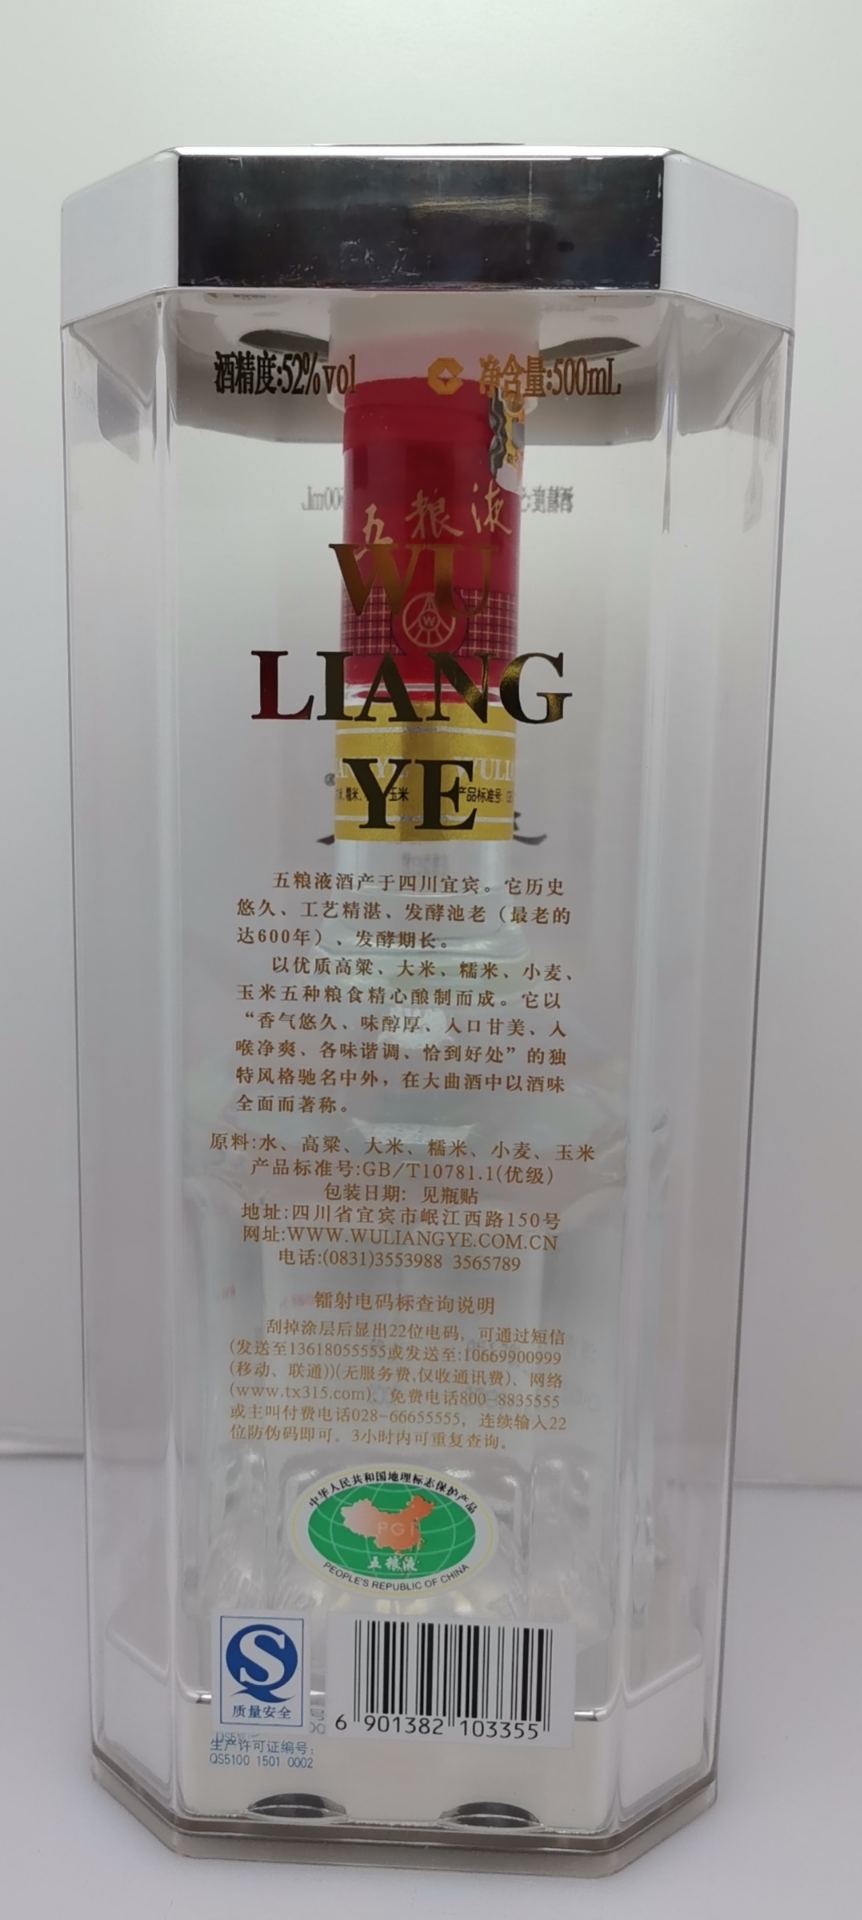 酒精度:52%vol 净含量:500mL
五粮液
WU
LIANG
YE
五粮液酒产于四川宜宾。它历史
悠久、工艺精湛、发酵池老（最老的
达600年）、发酵期长。
以优质高粱、大米、糯米、小麦、
玉米五种粮食精心酿制而成。它以
“香气悠久、味醇厚、入口甘美、入
喉净爽、各味谐调、恰到好处”的独
特风格驰名中外，在大曲酒中以酒味
全面而著称。
原料:水、高粱、大米、糯米、小麦、玉米
产品标准号:GB/T10781.1(优级)
包装日期: 见瓶贴
地址:四川省宜宾市岷江西路150号
网址:WWW.WULIANGYE.COM.CN
电话:(0831)3553988 3565789
镭射电码标查询说明
刮掉涂层后显出22位电码，可通过短信
(发送至13618055555或发送至:10669900999
(移动、联通))(无服务费,仅收通讯费)、网络
(www.tx315.com)、免费电话800-8835555
或主叫付费电话028-66655555，连续输入22
位防伪码即可。3小时内可重复查询。
中华人民共和国地理标志保护产品
PGI
五粮液
PEOPLE'S REPUBLIC OF CHINA
质量安全
6 901382 103355
生产许可证编号:
QS5100 1501 0002